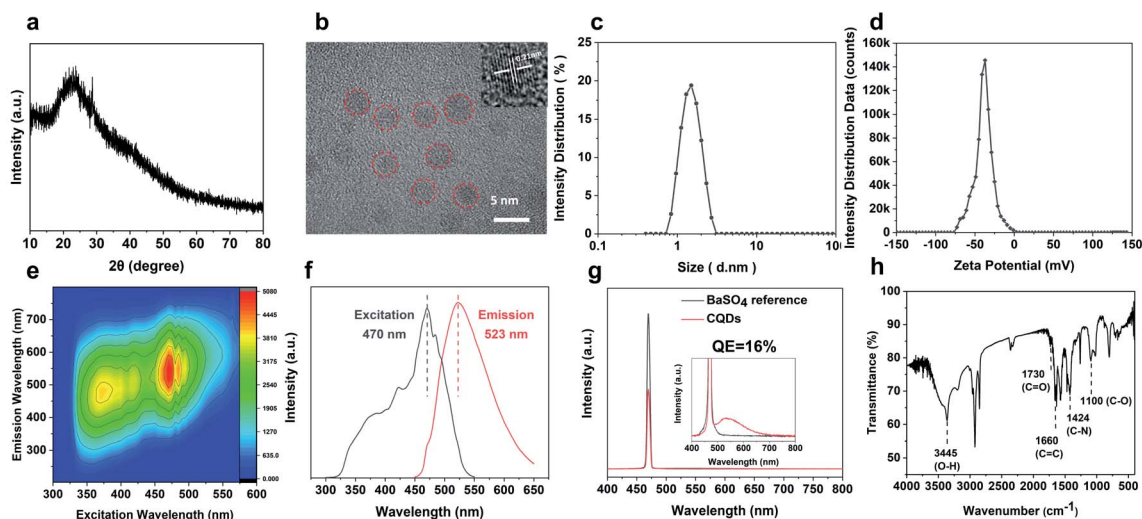 a
Intensity (a.u.)
10 20 30 40 50 60 70 80
2θ (degree)
b
0.21nm
5 nm
c
Intensity Distribution ( % )
25
20
15
10
5
0
0.1 1 10 100
Size ( d.nm )
d
Intensity Distribution Data (counts)
160k
140k
120k
100k
80k
60k
40k
20k
0
-150 -100 -50 0 50 100 150
Zeta Potential (mV)
e
Emission Wavelength (nm)
700
600
500
400
300
300 350 400 450 500 550 600
Excitation Wavelength (nm)
5080
4445
3810
3175
2540
1905
1270
635.0
0.000
f
Intensity (a.u.)
Excitation
470 nm
Emission
523 nm
300 350 400 450 500 550 600 650
Wavelength (nm)
g
Intensity (a.u.)
BaSO4 reference
CQDs
QE=16%
Intensity (a.u.)
400 500 600 700 800
Wavelength (nm)
400 450 500 550 600 650 700 750 800
Wavelength (nm)
h
Transmittance (%)
100
90
80
70
60
50
40
1730
(C=O)
1100 (C-O)
1424
(C-N)
1660
(C=C)
3445
(O-H)
4000 3500 3000 2500 2000 1500 1000 500
Wavenumber (cm-1)